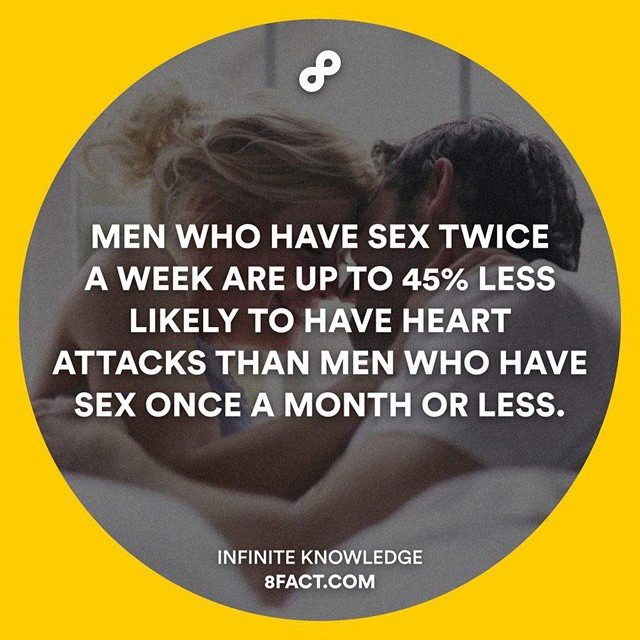 MEN WHO HAVE SEX TWICE
A WEEK ARE UP TO 45% LESS
LIKELY TO HAVE HEART
ATTACKS THAN MEN WHO HAVE
SEX ONCE A MONTH OR LESS.
INFINITE KNOWLEDGE
8FACT.COM